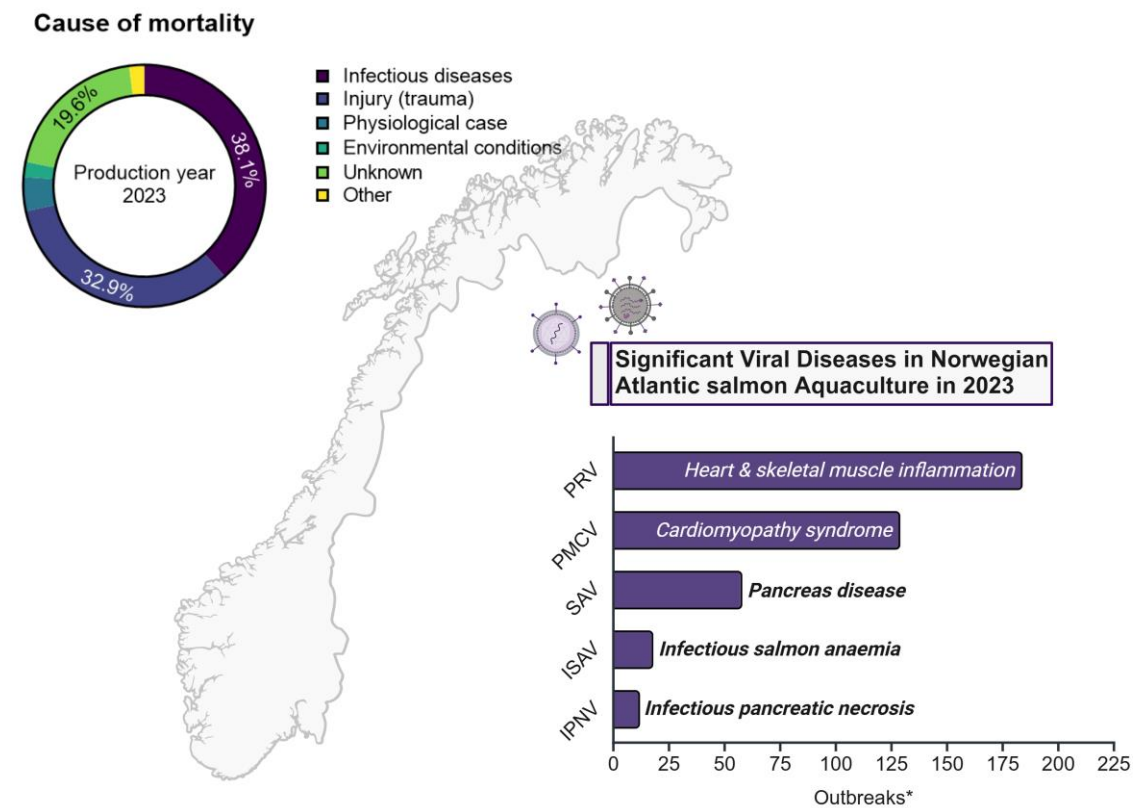 Cause of mortality
19.6%
38.1%
32.9%
Production year
2023
Infectious diseases
Injury (trauma)
Physiological case
Environmental conditions
Unknown
Other
Significant Viral Diseases in Norwegian
Atlantic salmon Aquaculture in 2023
PRV
Heart & skeletal muscle inflammation
PMCV
Cardiomyopathy syndrome
SAV
Pancreas disease
ISAV
Infectious salmon anaemia
IPNV
Infectious pancreatic necrosis
0 25 50 75 100 125 150 175 200 225
Outbreaks*